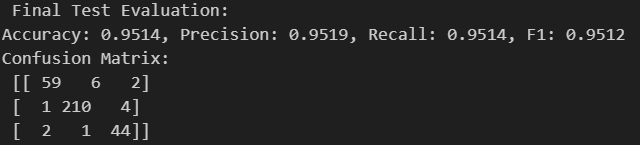 Final Test Evaluation:
Accuracy: 0.9514, Precision: 0.9519, Recall: 0.9514, F1: 0.9512
Confusion Matrix:
[[ 59   6   2]
[  1 210   4]
[  2   1  44]]